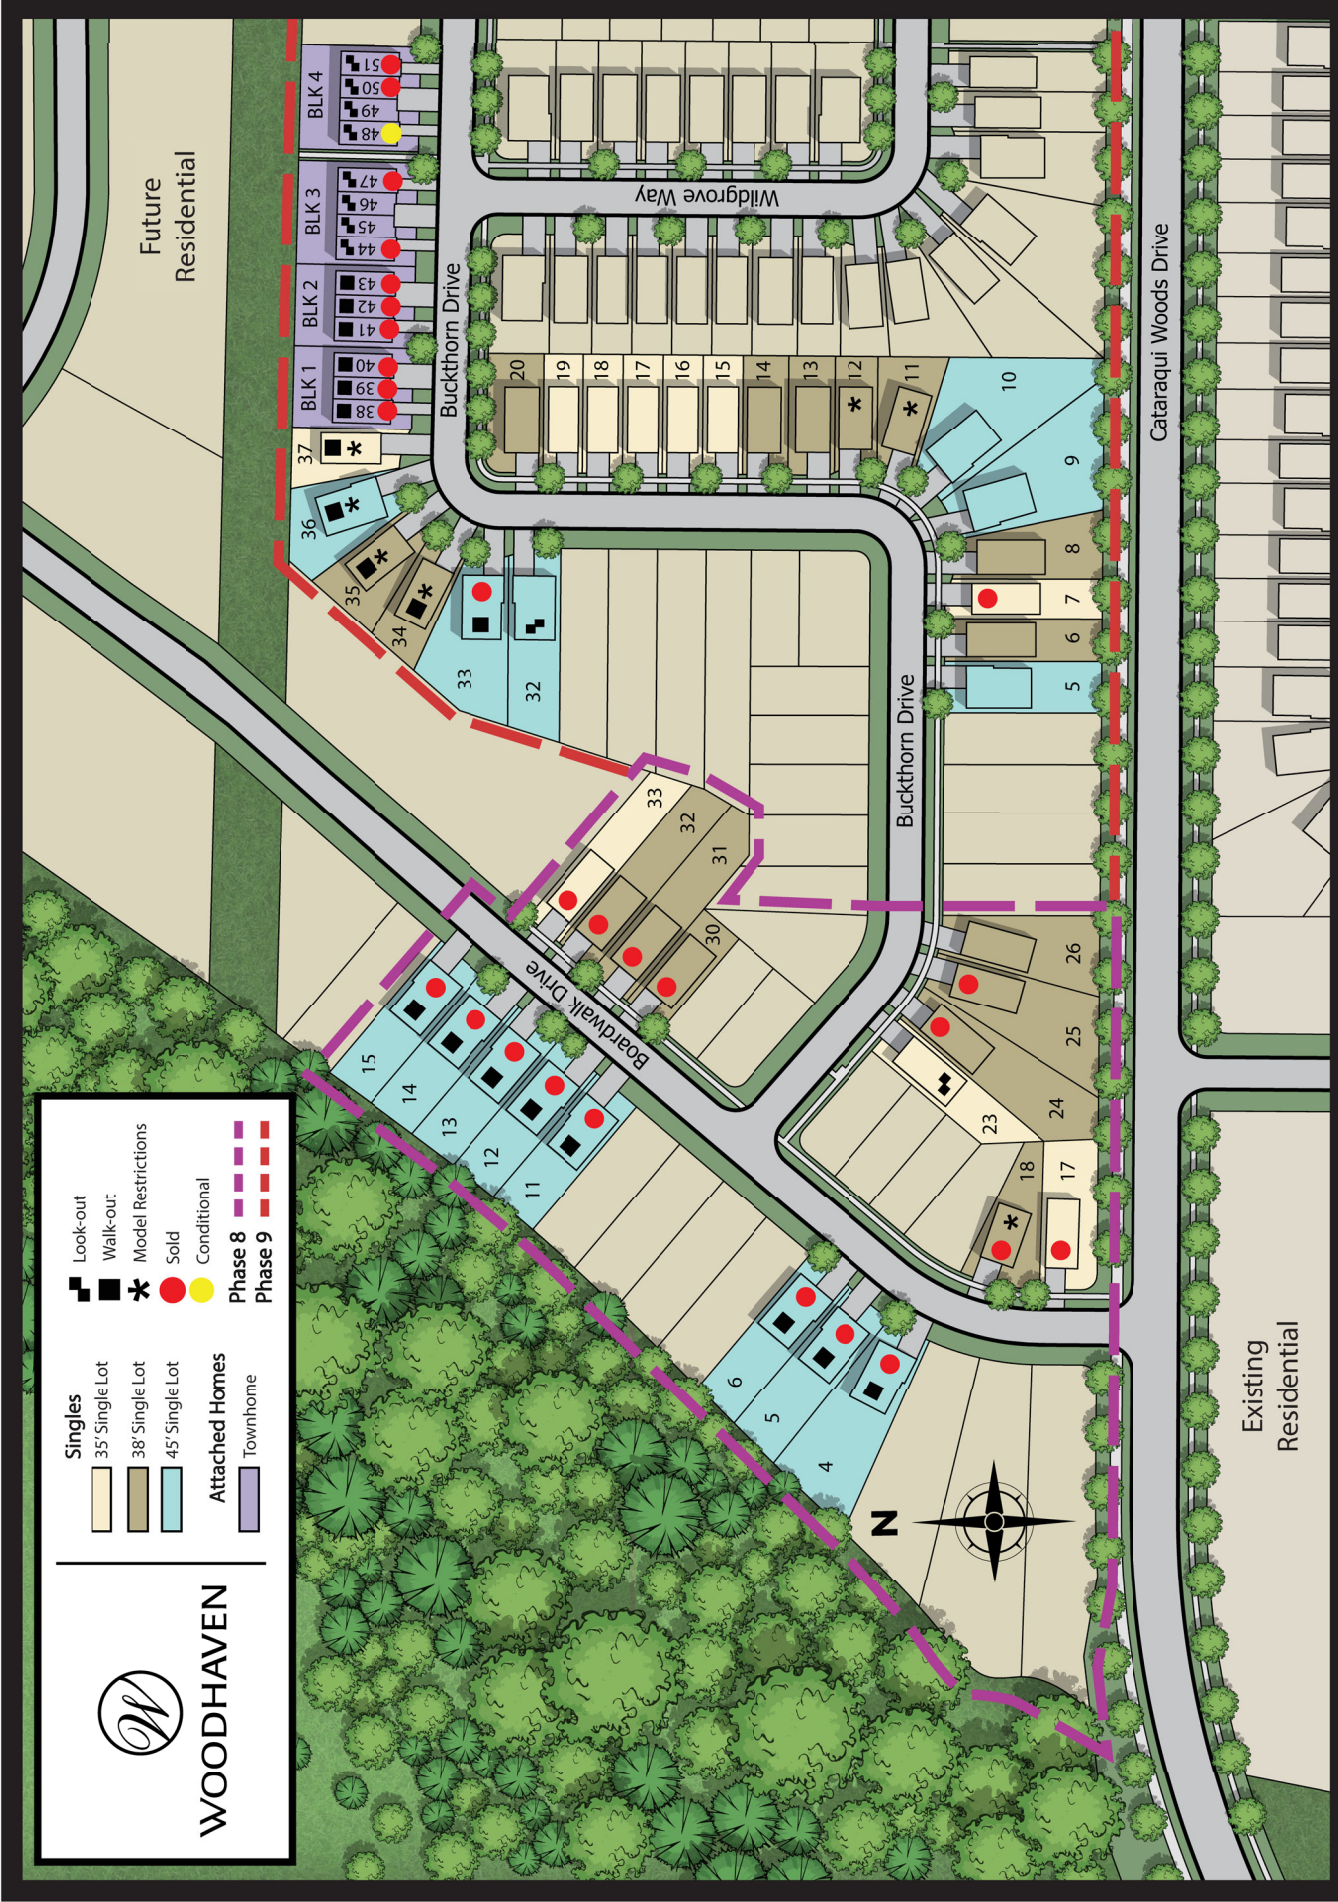 WOODHAVEN
Singles
35' Single Lot
38' Single Lot
45' Single Lot
Attached Homes
Townhome
Look-out
Walk-out
Model Restrictions
Sold
Conditional
Phase 8
Phase 9
Future
Residential
BLK 1
BLK 2
BLK 3
BLK 4
38
39
40
41
42
43
44
45
46
47
48
49
50
51
37
36
35
34
33
32
Buckthorn Drive
Wildgrove Way
20
19
18
17
16
15
14
13
12
11
10
9
8
7
6
5
Buckthorn Drive
Cataraqui Woods Drive
33
32
31
30
Boardwalk Drive
15
14
13
12
11
26
25
24
23
18
17
6
5
4
N
Existing
Residential